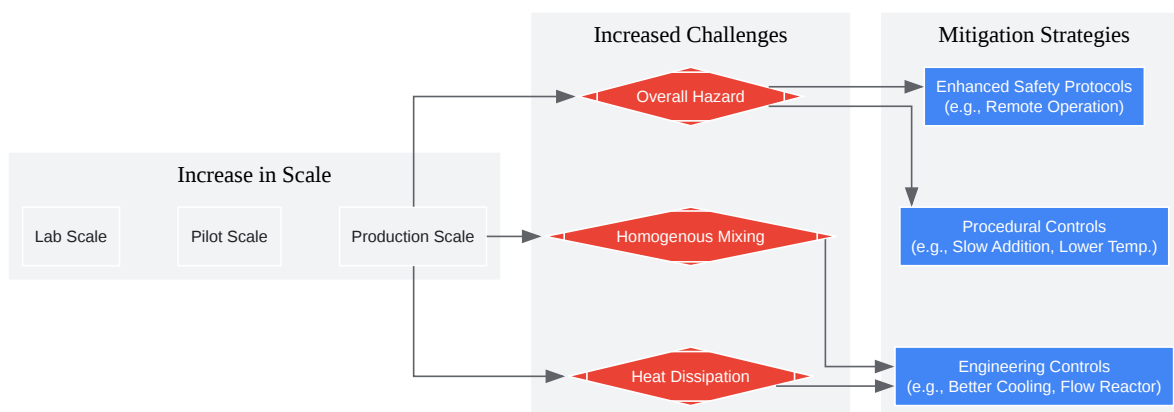 Increased Challenges
Mitigation Strategies
Overall Hazard
Enhanced Safety Protocols
(e.g., Remote Operation)
Increase in Scale
Lab Scale
Pilot Scale
Production Scale
Homogenous Mixing
Procedural Controls
(e.g., Slow Addition, Lower Temp.)
Heat Dissipation
Engineering Controls
(e.g., Better Cooling, Flow Reactor)